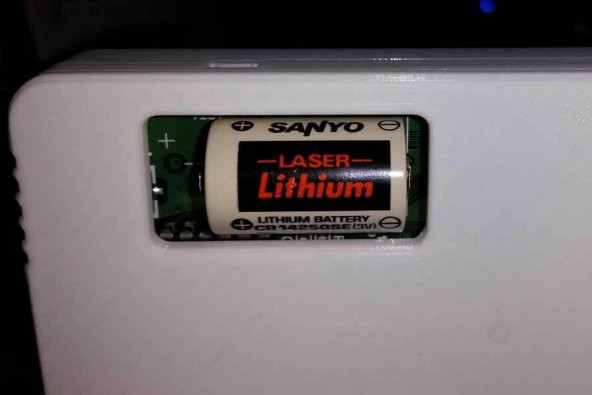 SANYO
LASER
Lithium
LITHIUM BATTERY
CR14250SE(3V)